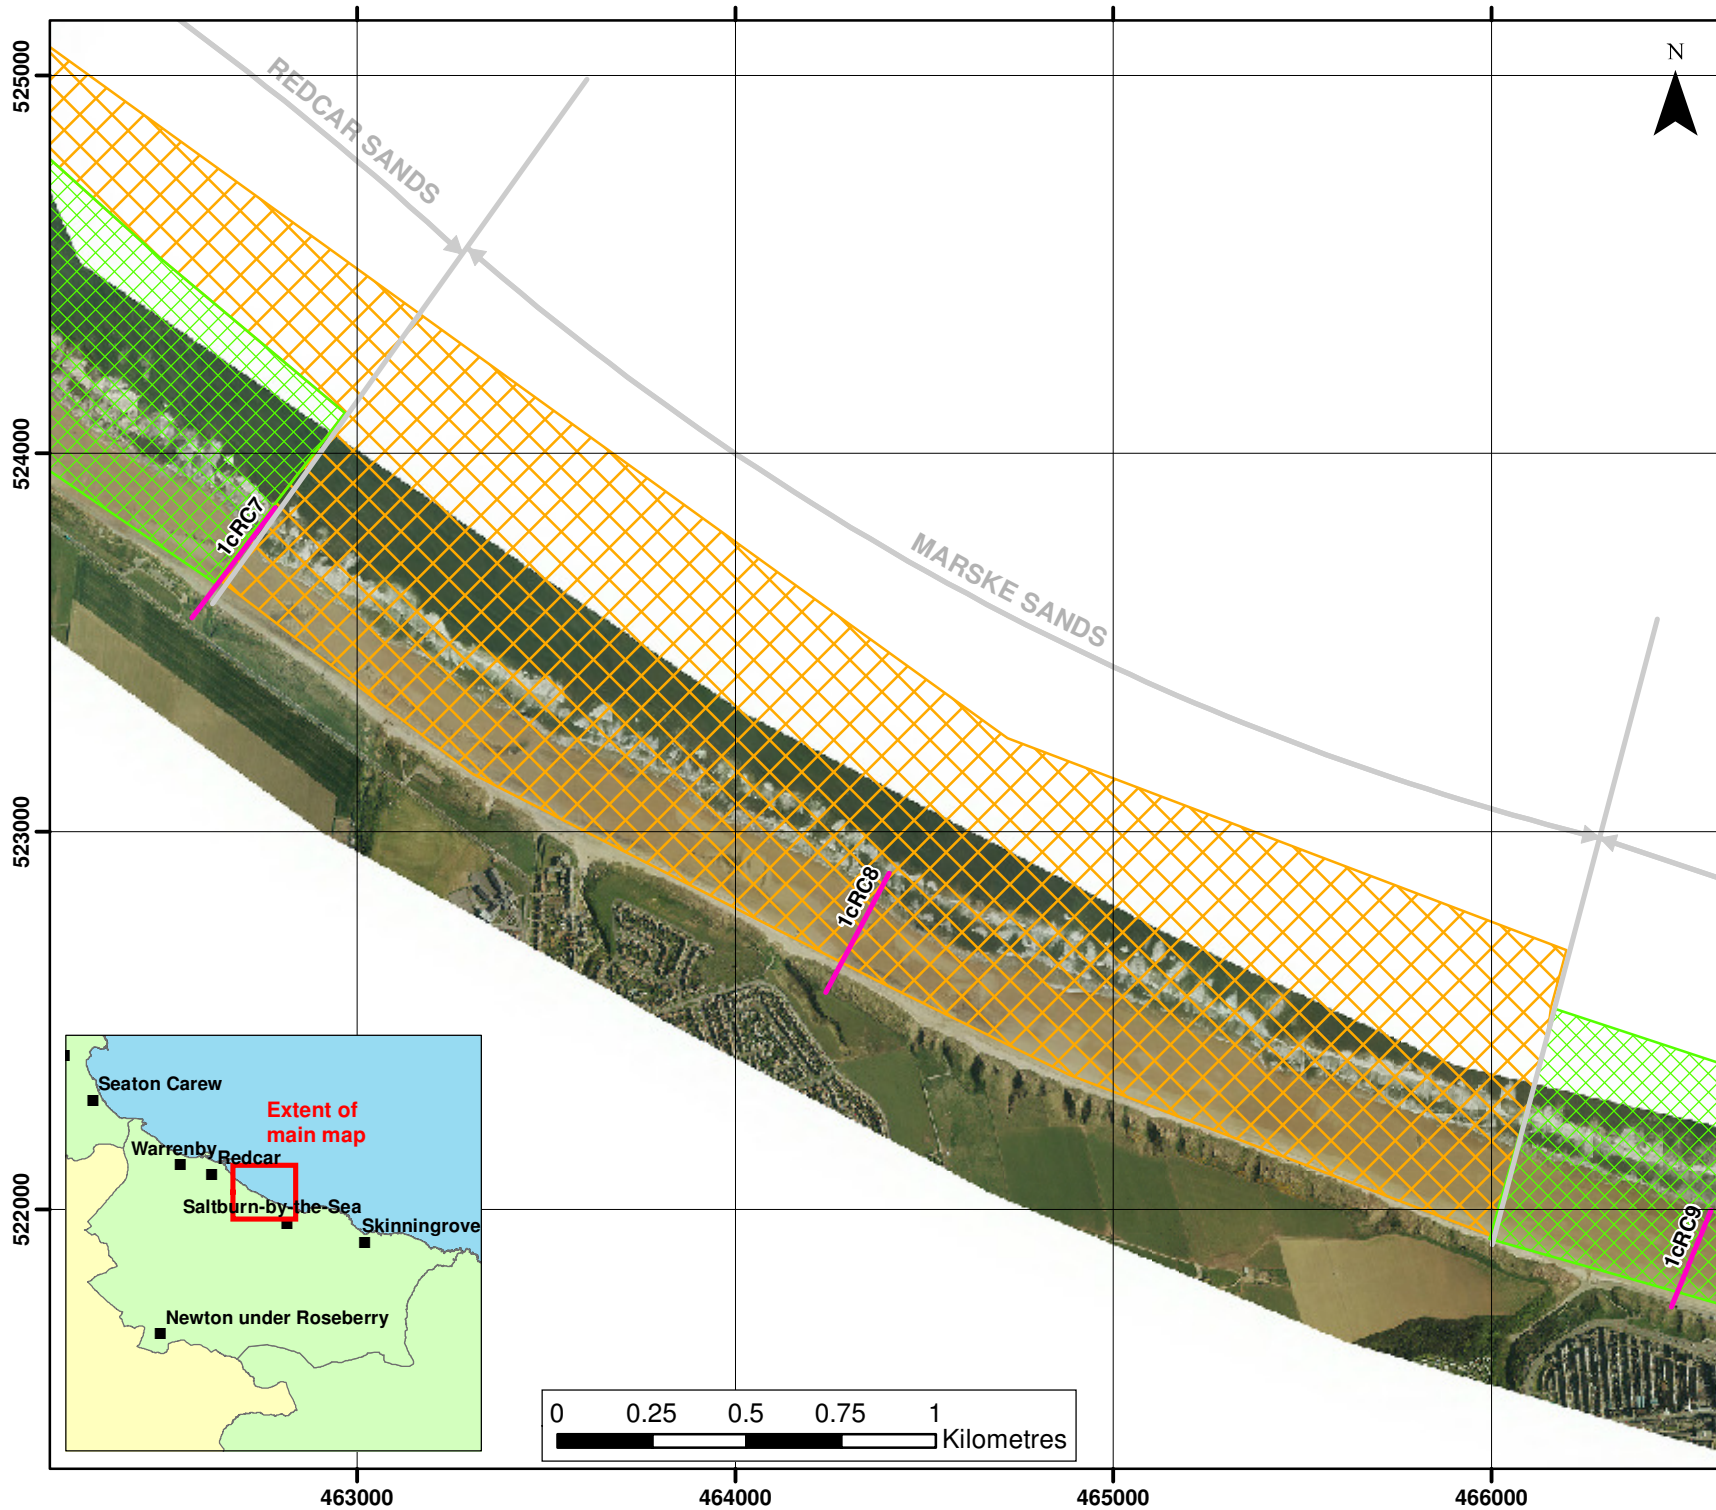 N
525000
524000
523000
522000
REDCAR SANDS
MARSKE SANDS
1cRC7
1cRC8
1cRC9
Seaton Carew
Extent of
main map
Warrenby
Redcar
Saltburn-by-the-Sea
Skinningrove
Newton under Roseberry
0 0.25 0.5 0.75 1
Kilometres
463000 464000 465000 466000